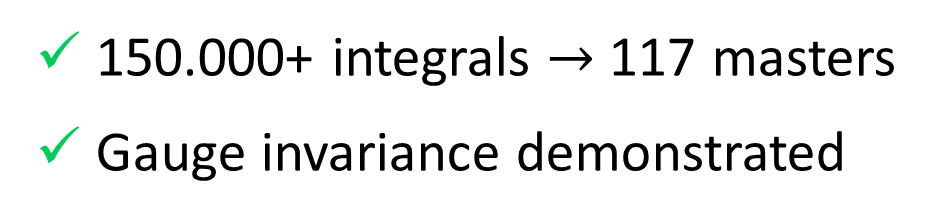 ✓ 150.000+ integrals → 117 masters
✓ Gauge invariance demonstrated